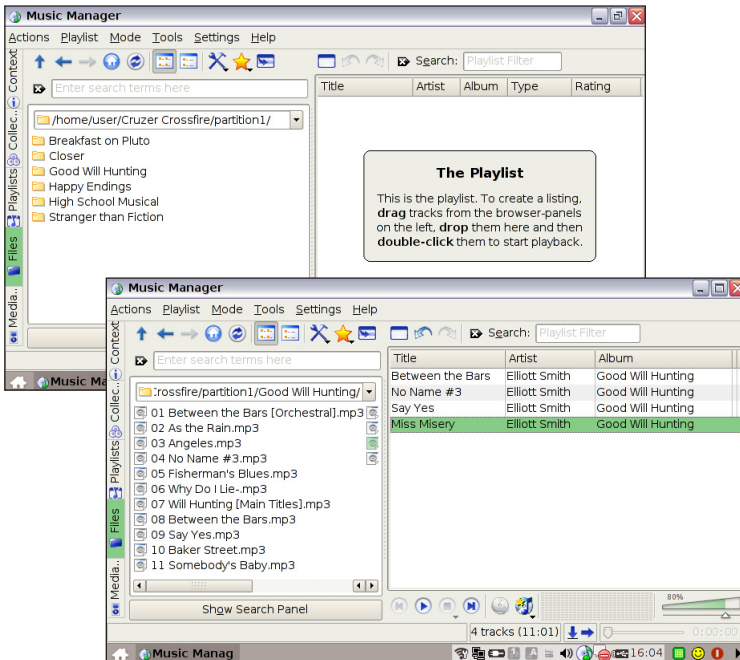 Music Manager
Actions Playlist Mode Tools Settings Help
Search: Playlist Filter
Enter search terms here
Title Artist Album Type Rating
/home/user/Cruzer Crossfire/partition1/
Breakfast on Pluto
Closer
Good Will Hunting
Happy Endings
High School Musical
Stranger than Fiction
Context
Collec..
Playlists
Files
Media..
The Playlist
This is the playlist. To create a listing,
drag tracks from the browser-panels
on the left, drop them here and then
double-click them to start playback.
Music Ma
Music Manager
Actions Playlist Mode Tools Settings Help
Search: Playlist Filter
Enter search terms here
Title Artist Album
Context
Collec..
Playlists
Files
Media..
Crossfire/partition1/Good Will Hunting/
01 Between the Bars [Orchestral].mp3
02 As the Rain.mp3
03 Angeles.mp3
04 No Name #3.mp3
05 Fisherman's Blues.mp3
06 Why Do I Lie-.mp3
07 Will Hunting [Main Titles].mp3
08 Between the Bars.mp3
09 Say Yes.mp3
10 Baker Street.mp3
11 Somebody's Baby.mp3
Between the Bars Elliott Smith Good Will Hunting
No Name #3 Elliott Smith Good Will Hunting
Say Yes Elliott Smith Good Will Hunting
Miss Misery Elliott Smith Good Will Hunting
Show Search Panel
80%
4 tracks (11:01) 0:00:00
Music Manag
1 A 16:04